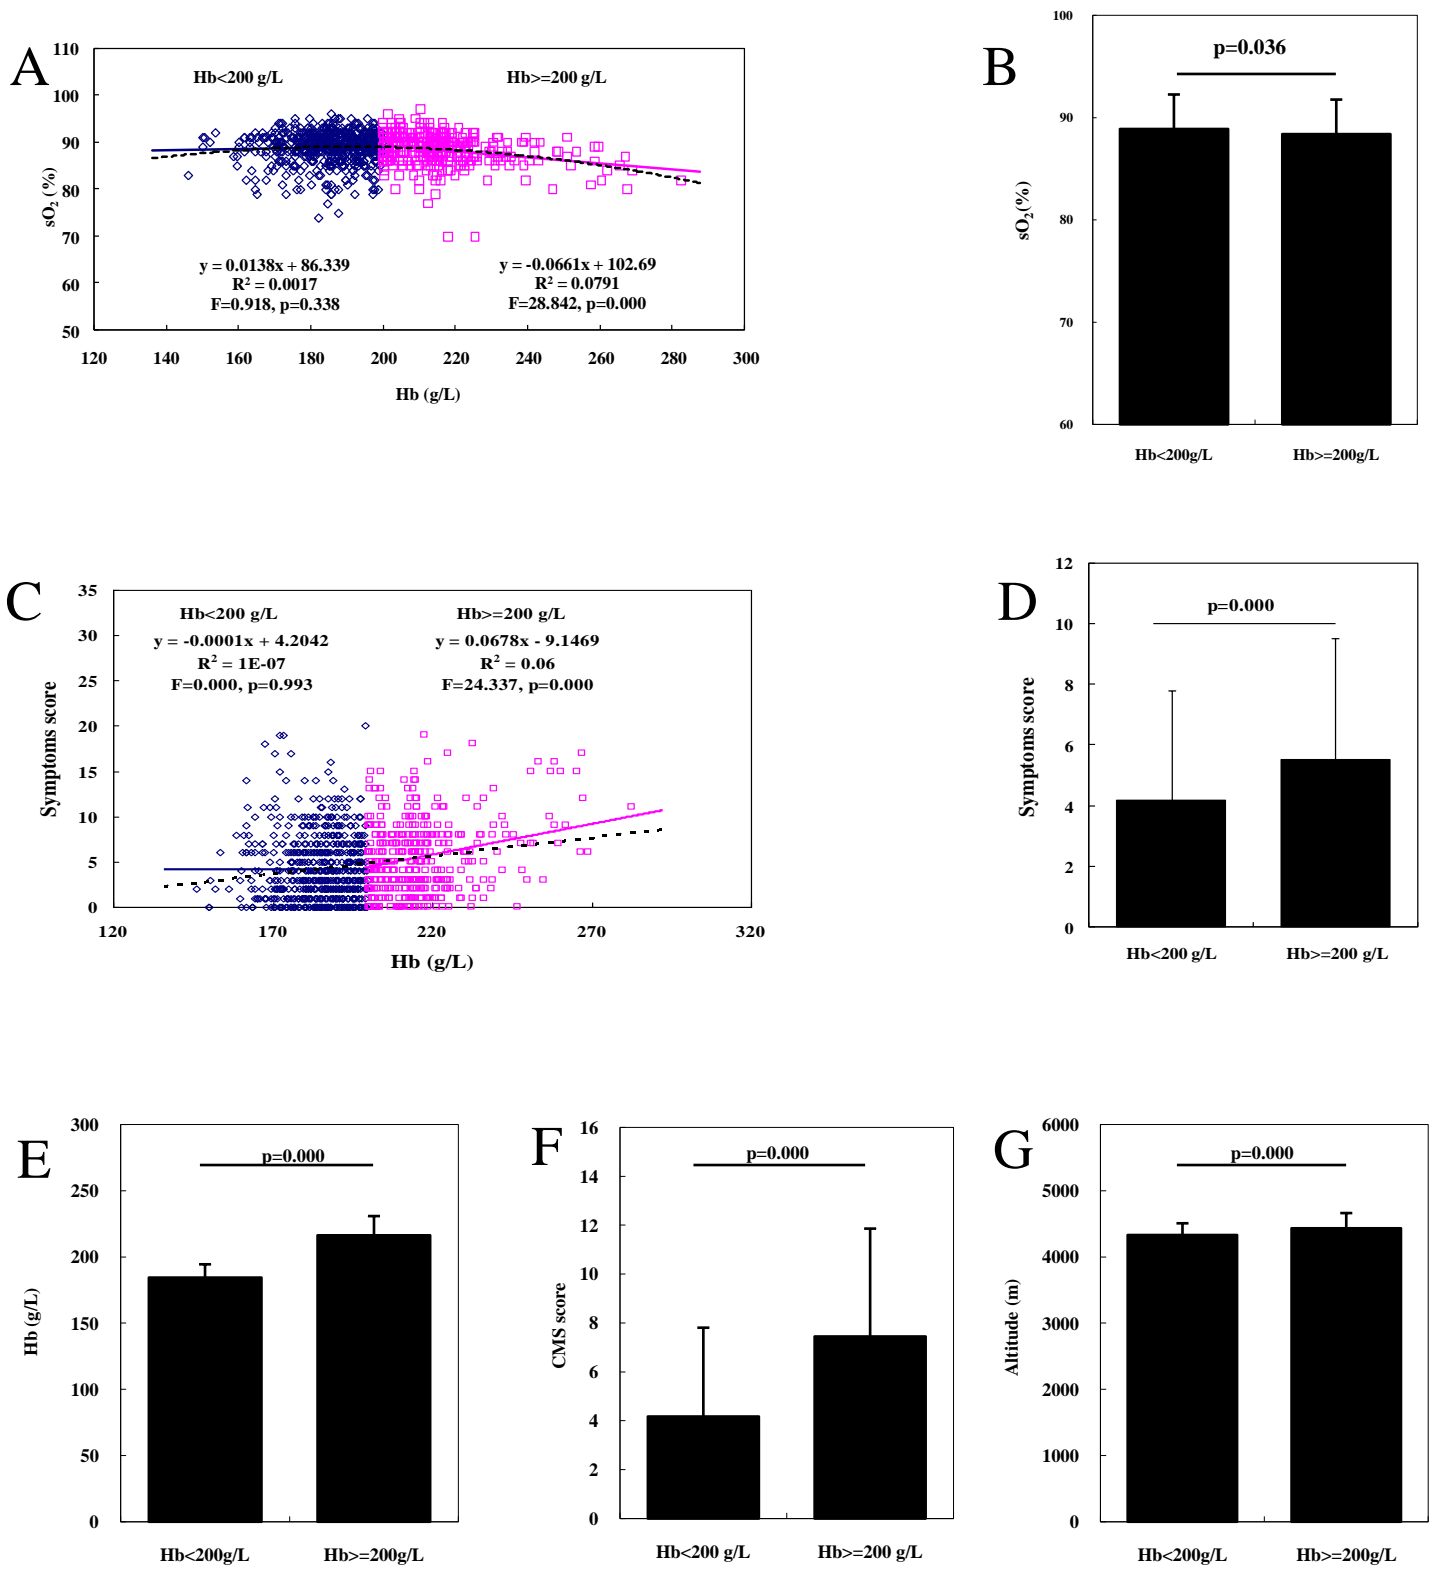 A
110
100
90
80
70
60
50
sO2 (%)
Hb<200 g/L
Hb>=200 g/L
y = 0.0138x + 86.339
R² = 0.0017
F=0.918, p=0.338
y = -0.0661x + 102.69
R² = 0.0791
F=28.842, p=0.000
120 140 160 180 200 220 240 260 280 300
Hb (g/L)
B
100
90
80
70
60
sO2 (%)
p=0.036
Hb<200g/L Hb>=200g/L
C
35
30
25
20
15
10
5
0
Symptoms score
Hb<200 g/L
y = -0.0001x + 4.2042
R² = 1E-07
F=0.000, p=0.993
Hb>=200 g/L
y = 0.0678x - 9.1469
R² = 0.06
F=24.337, p=0.000
120 170 220 270 320
Hb (g/L)
D
12
10
8
6
4
2
0
Symptoms score
p=0.000
Hb<200 g/L Hb>=200 g/L
E
300
250
200
150
100
50
0
Hb (g/L)
p=0.000
Hb<200g/L Hb>=200g/L
F
16
14
12
10
8
6
4
2
0
CMS score
p=0.000
Hb<200 g/L Hb>=200 g/L
G
6000
5000
4000
3000
2000
1000
0
Altitude (m)
p=0.000
Hb<200g/L Hb>=200g/L